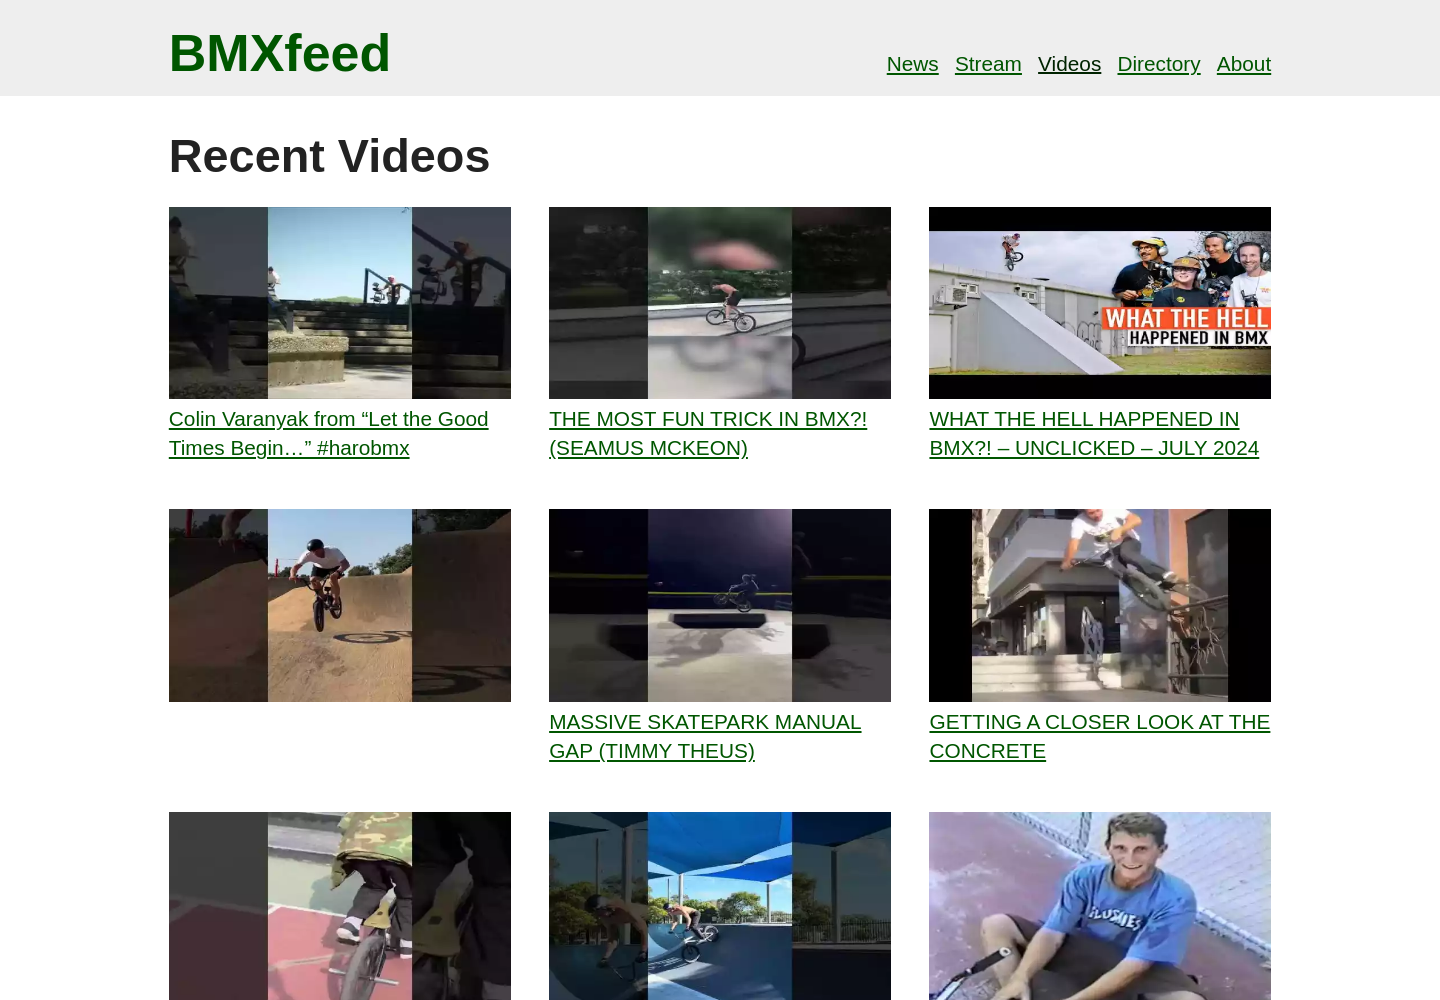 BMXfeed
News Stream Videos Directory About
Recent Videos
WHAT THE HELL
HAPPENED IN BMX
Colin Varanyak from “Let the Good
Times Begin…” #harobmx
THE MOST FUN TRICK IN BMX?!
(SEAMUS MCKEON)
WHAT THE HELL HAPPENED IN
BMX?! – UNCLICKED – JULY 2024
MASSIVE SKATEPARK MANUAL
GAP (TIMMY THEUS)
GETTING A CLOSER LOOK AT THE
CONCRETE